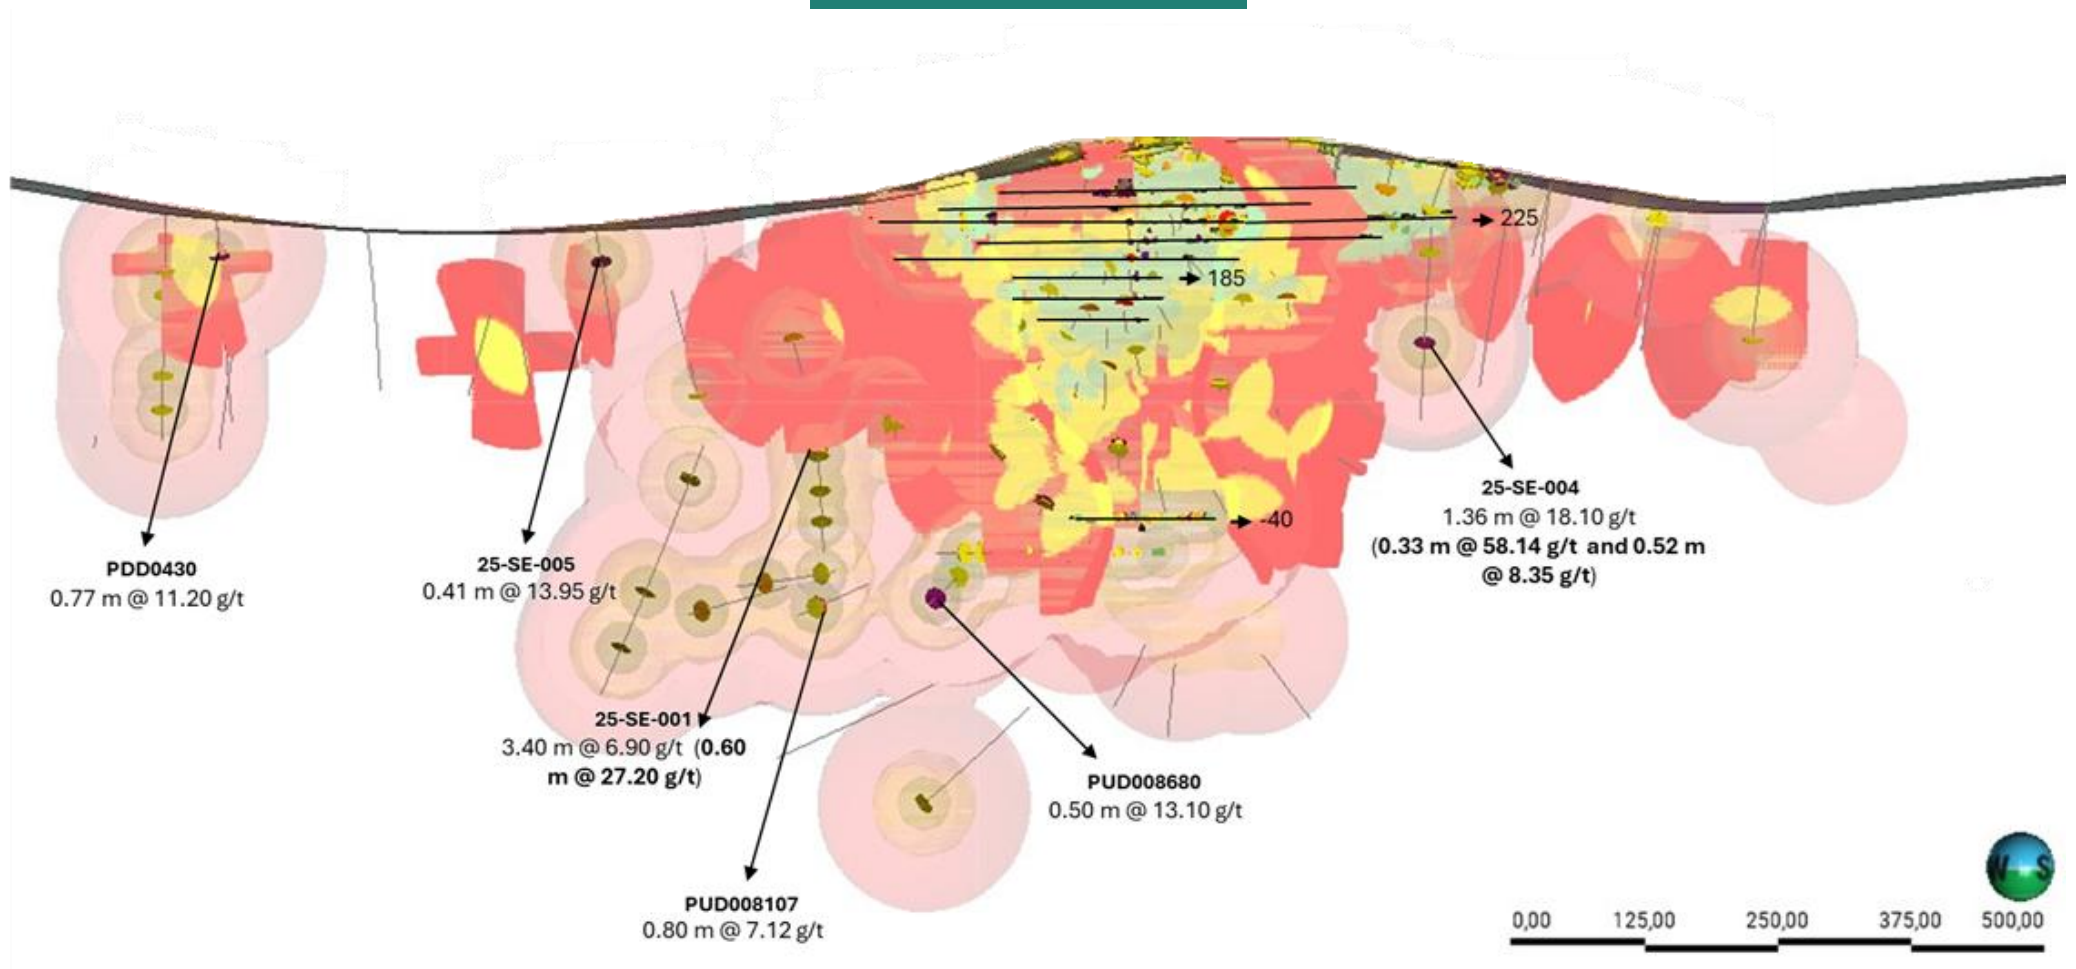 225
185
-40
25-SE-004
1.36 m @ 18.10 g/t
(0.33 m @ 58.14 g/t and 0.52 m
@ 8.35 g/t)
PDD0430
0.77 m @ 11.20 g/t
25-SE-005
0.41 m @ 13.95 g/t
25-SE-001
3.40 m @ 6.90 g/t (0.60
m @ 27.20 g/t)
PUD008680
0.50 m @ 13.10 g/t
PUD008107
0.80 m @ 7.12 g/t
W S
0,00 125,00 250,00 375,00 500,00